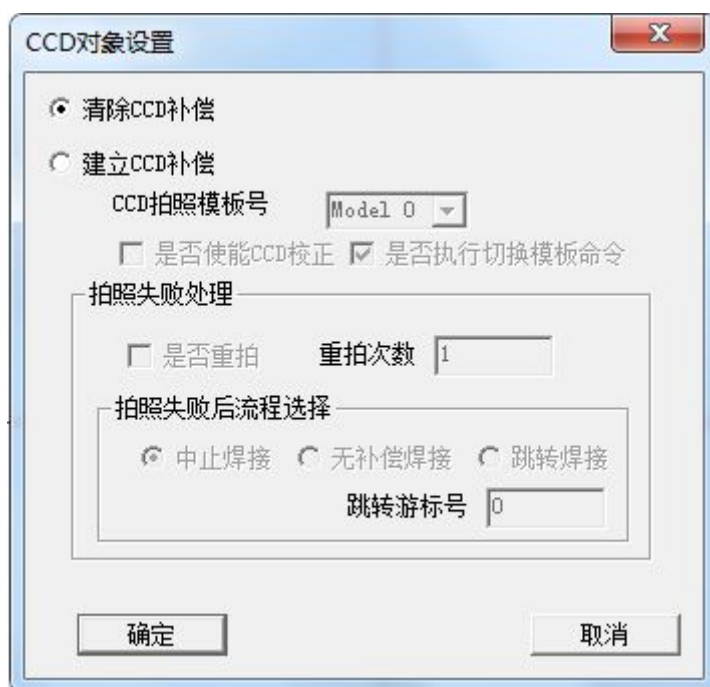 CCD对象设置
清除CCD补偿
建立CCD补偿
CCD拍照模板号 Model 0
是否使能CCD校正 是否执行切换模板命令
拍照失败处理
是否重拍 重拍次数 1
拍照失败后流程选择
中止焊接 无补偿焊接 跳转焊接
跳转游标号 0
确定 取消